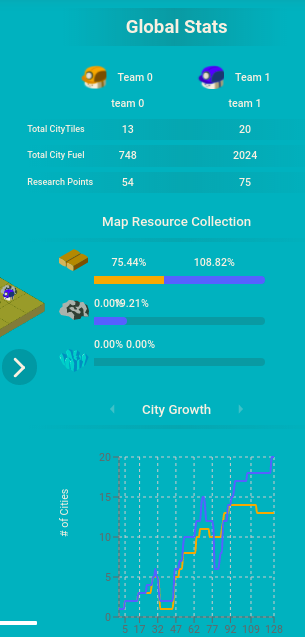 Global Stats
Team 0 Team 1
team 0 team 1
Total CityTiles 13 20
Total City Fuel 748 2024
Research Points 54 75
Map Resource Collection
75.44% 108.82%
0.00% 19.21%
0.00% 0.00%
City Growth
20
15
10
5
0
# of Cities
5 17 32 47 62 77 92 109 128